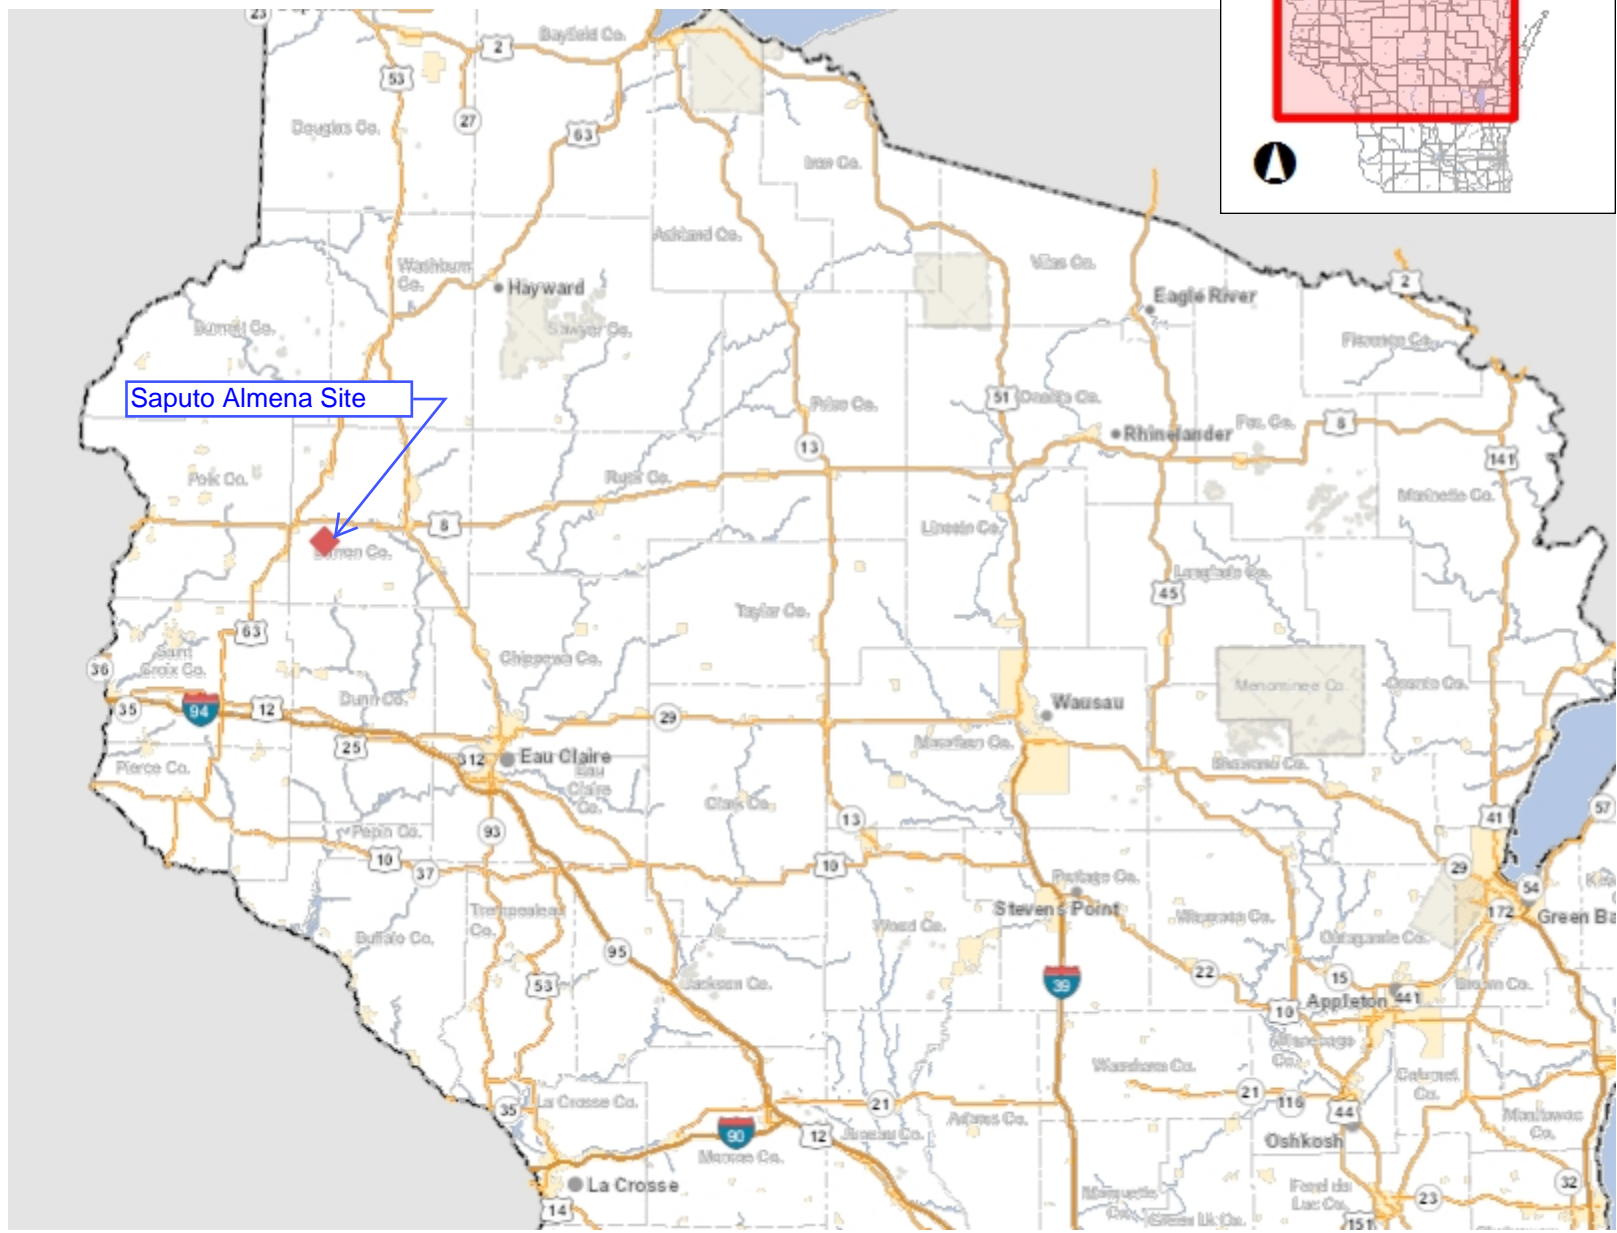 2
Bayfield Co.
53
27
63
Douglas Co.
Iron Co.
Ashland Co.
Washburn
Co.
Hayward
Vilas Co.
2
Eagle River
Burnett Co.
Sawyer Co.
Florence Co.
Saputo Almena Site
51
Oneida Co.
Price Co.
For. Co.
8
Rhinelander
13
141
Polk Co.
Rusk Co.
Marinette Co.
8
Lincoln Co.
Barron Co.
Langlade Co.
45
Taylor Co.
63
Saint
Croix Co.
36
Chippewa Co.
Menominee Co.
Oconto Co.
Dunn Co.
35
94
12
29
Wausau
25
Marathon Co.
312
Eau Claire
Shawano Co.
Pierce Co.
Eau
Claire
Co.
Clark Co.
57
13
41
93
Pepin Co.
10
37
10
29
Portage Co.
54
Stevens Point
172
Green Ba
Trempealeau
Co.
Waupaca Co.
Wood Co.
Buffalo Co.
Outagamie Co.
95
22
15
53
Jackson Co.
39
Brown Co.
Appleton
441
10
Winnebago
Co.
Waushara Co.
Calumet
Co.
21
21
116
La Crosse Co.
35
44
Adams Co.
Manitowoc
Co.
90
12
Juneau Co.
Oshkosh
Monroe Co.
La Crosse
32
Marquette
Co.
Fond du
Lac Co.
23
14
Green Lk Co.
151